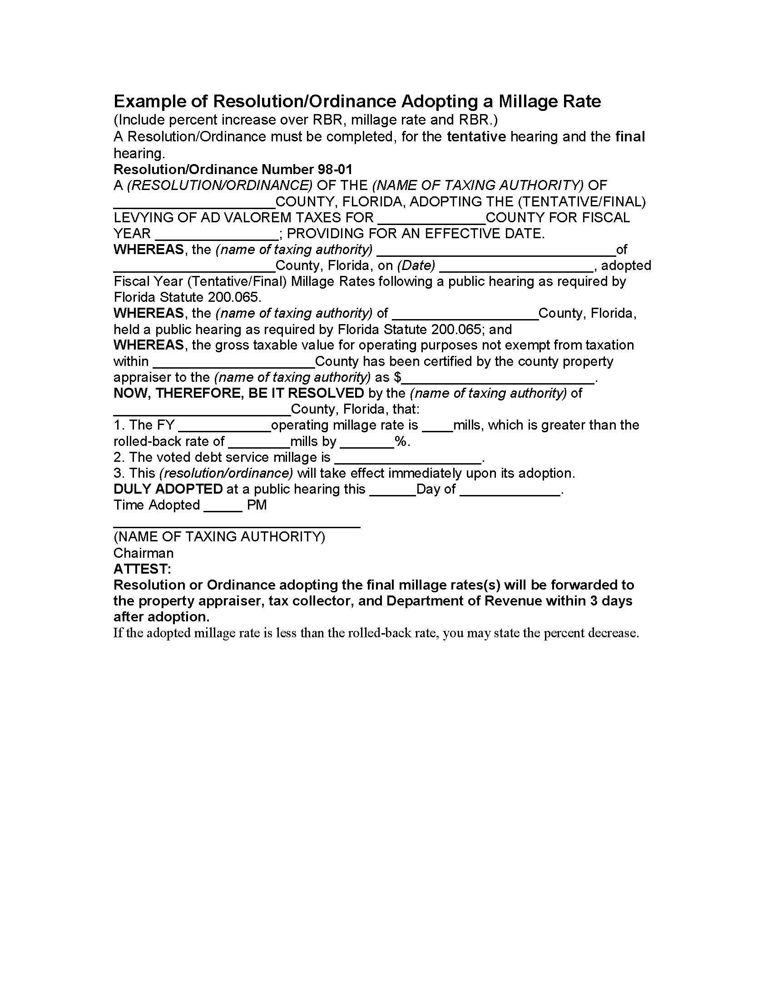 Example of Resolution/Ordinance Adopting a Millage Rate
(Include percent increase over RBR, millage rate and RBR.)
A Resolution/Ordinance must be completed, for the tentative hearing and the final
hearing.
Resolution/Ordinance Number 98-01
A (RESOLUTION/ORDINANCE) OF THE (NAME OF TAXING AUTHORITY) OF
_____________________COUNTY, FLORIDA, ADOPTING THE (TENTATIVE/FINAL)
LEVYING OF AD VALOREM TAXES FOR ______________COUNTY FOR FISCAL
YEAR ________________; PROVIDING FOR AN EFFECTIVE DATE.
WHEREAS, the (name of taxing authority) _______________________________of
_____________________County, Florida, on (Date) ____________________, adopted
Fiscal Year (Tentative/Final) Millage Rates following a public hearing as required by
Florida Statute 200.065.
WHEREAS, the (name of taxing authority) of ___________________County, Florida,
held a public hearing as required by Florida Statute 200.065; and
WHEREAS, the gross taxable value for operating purposes not exempt from taxation
within _____________________County has been certified by the county property
appraiser to the (name of taxing authority) as $_________________________.
NOW, THEREFORE, BE IT RESOLVED by the (name of taxing authority) of
_______________________County, Florida, that:
1. The FY ____________operating millage rate is ____mills, which is greater than the
rolled-back rate of ________mills by _______%.
2. The voted debt service millage is ___________________.
3. This (resolution/ordinance) will take effect immediately upon its adoption.
DULY ADOPTED at a public hearing this ______Day of _____________.
Time Adopted _____ PM
________________________________
(NAME OF TAXING AUTHORITY)
Chairman
ATTEST:
Resolution or Ordinance adopting the final millage rates(s) will be forwarded to
the property appraiser, tax collector, and Department of Revenue within 3 days
after adoption.
If the adopted millage rate is less than the rolled-back rate, you may state the percent decrease.